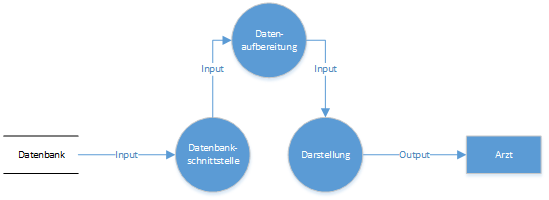 Daten-
aufbereitung
Input
Input
Datenbank
Input
Datenbank-
schnittstelle
Darstellung
Output
Arzt